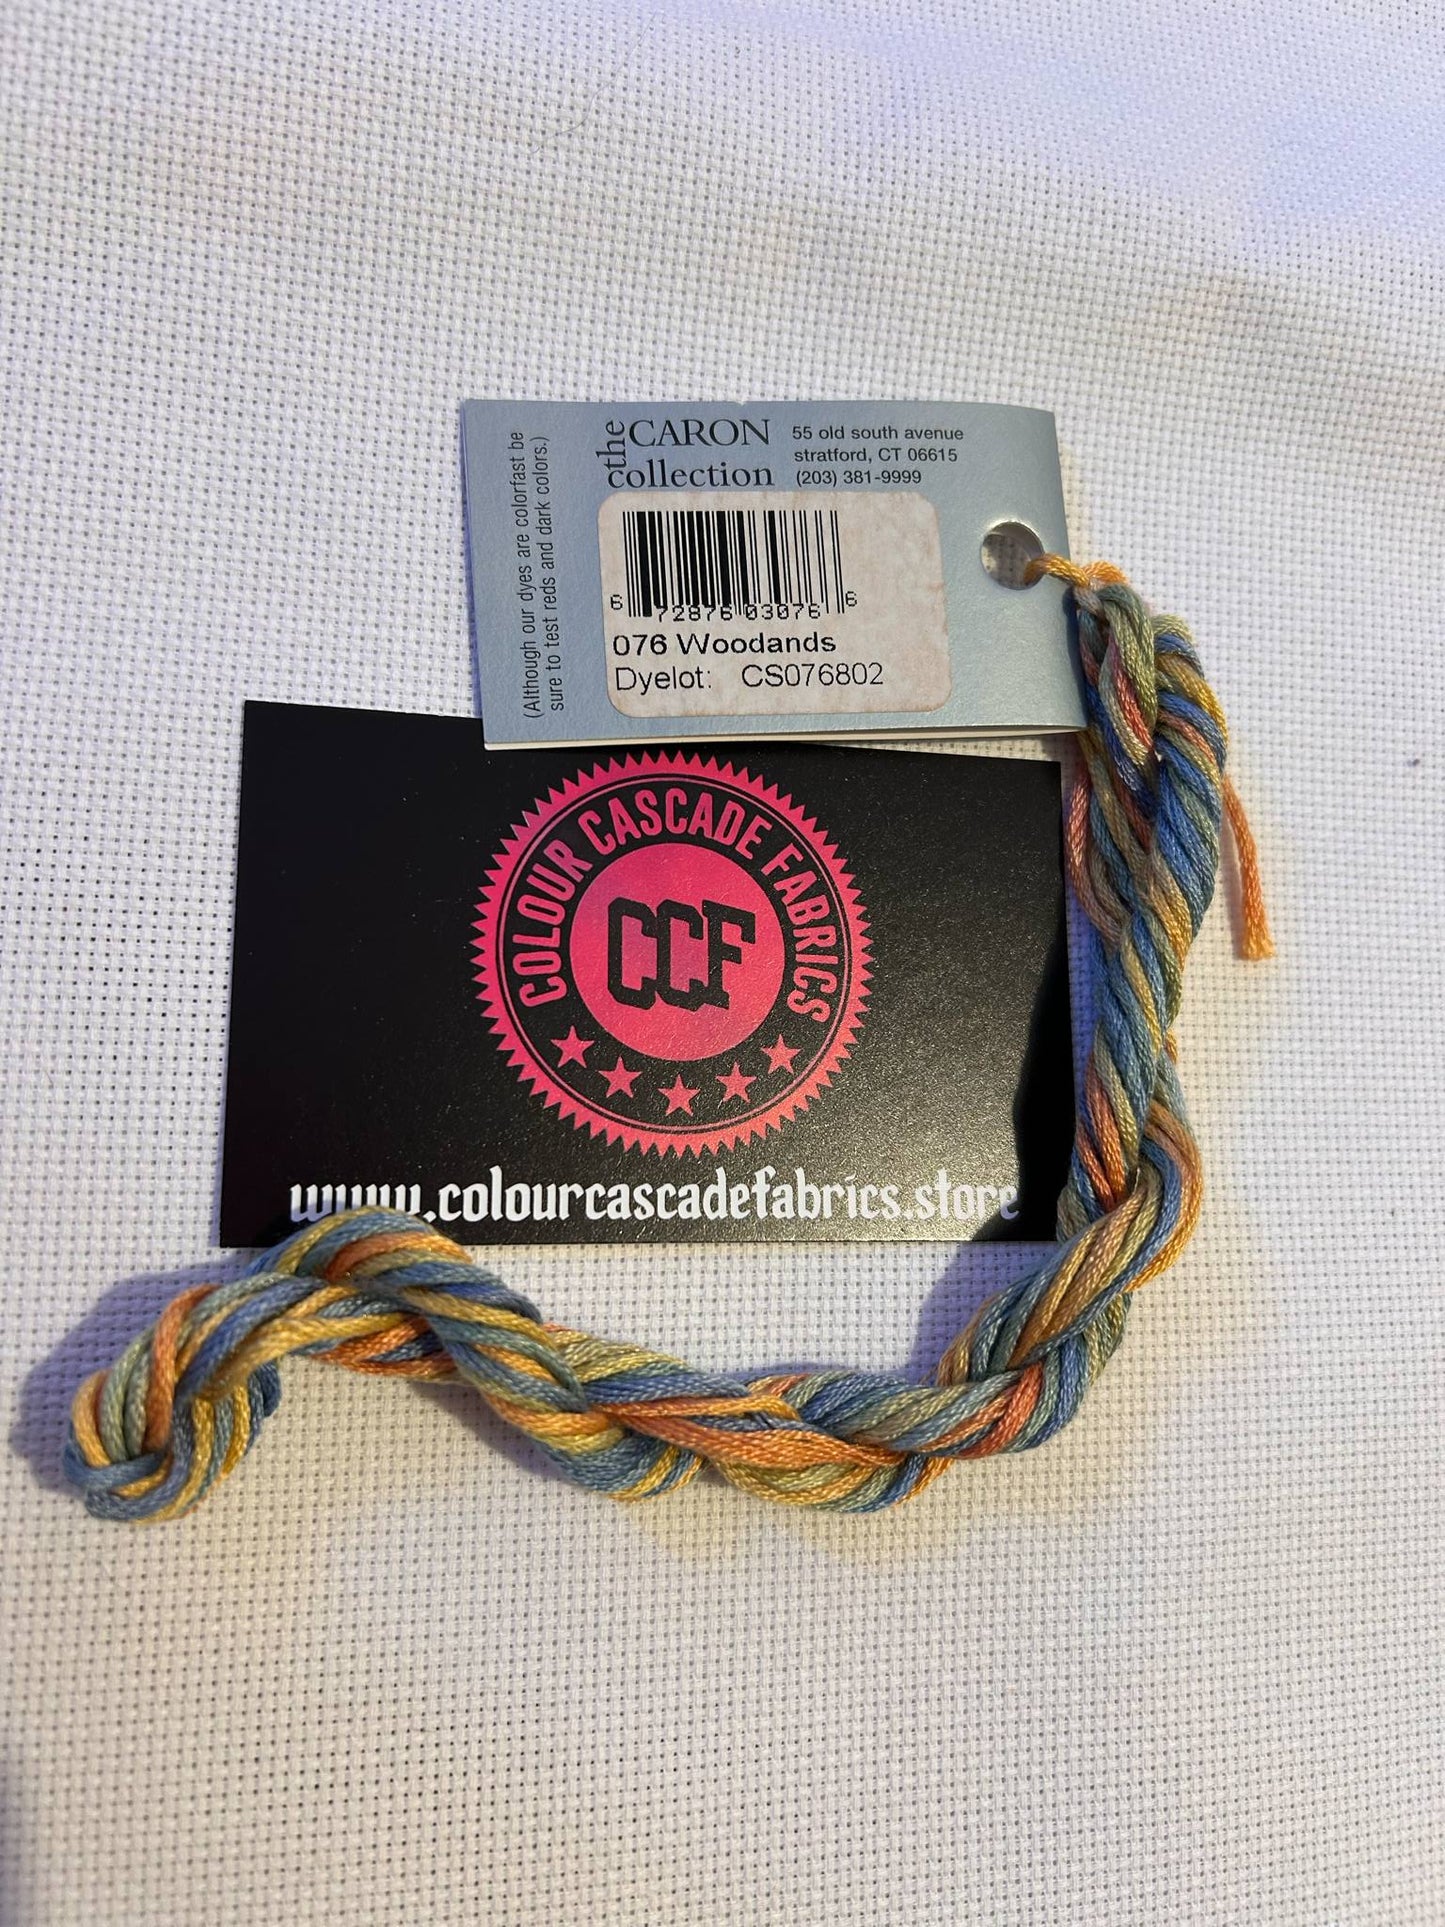 the CARON
collection
55 old south avenue
stratford, CT 06615
(203) 381-9999
(Although our dyes are colorfast be
sure to test reds and dark colors.)
6 72876 03076 6
076 Woodands
Dyelot: CS076802
COLOUR CASCADE FABRICS
CCF
www.colourcascadefabrics.store